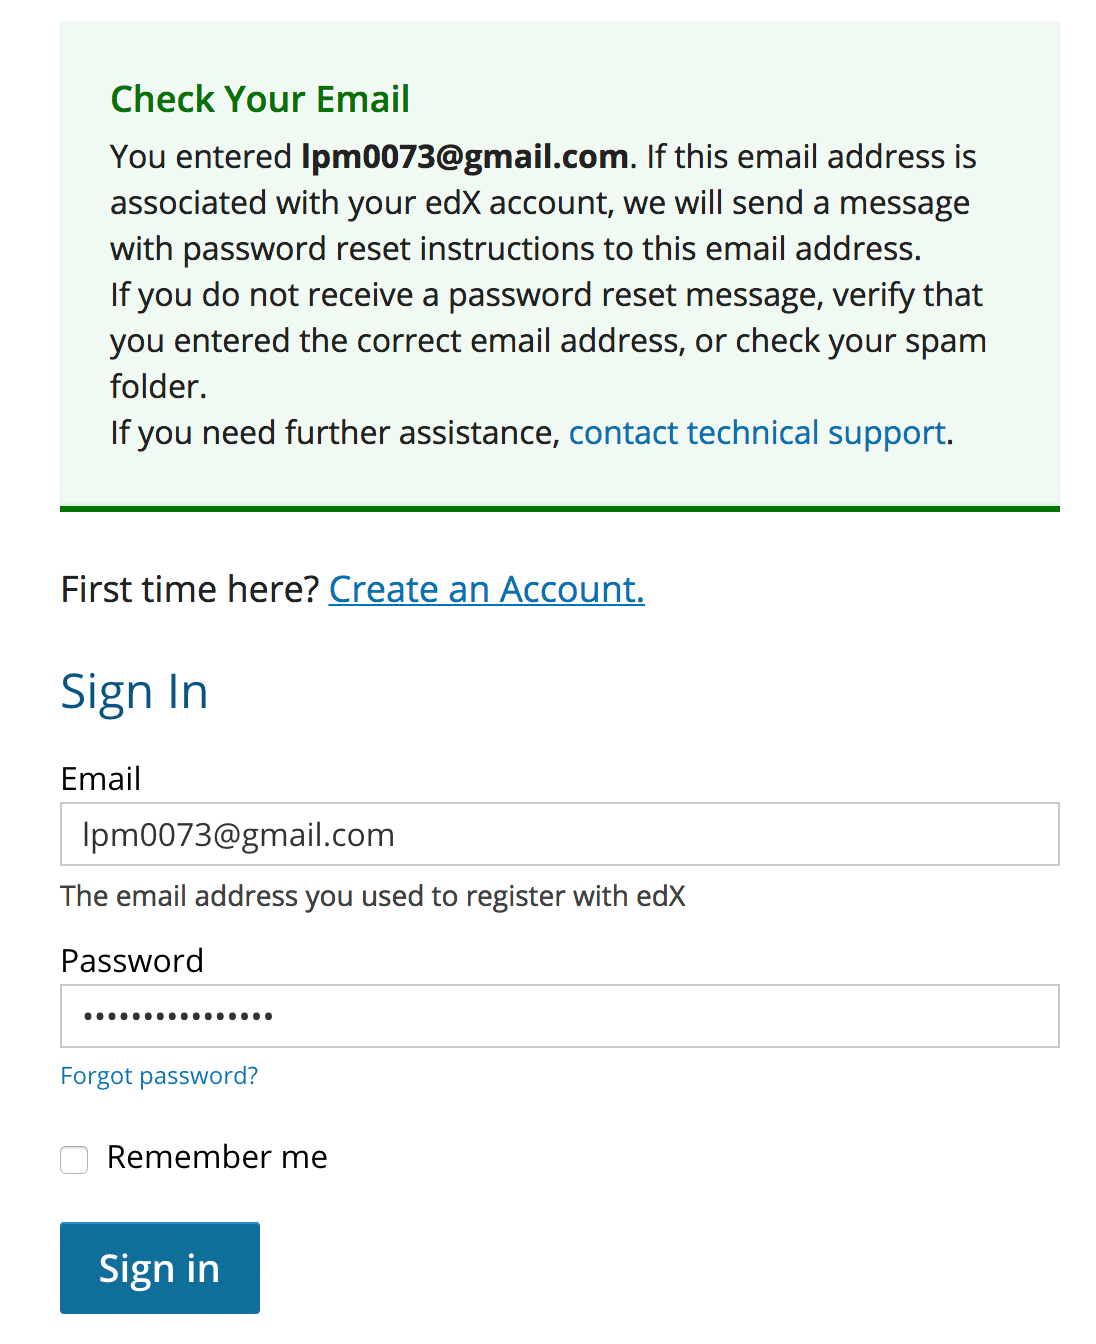 Check Your Email
You entered lpm0073@gmail.com. If this email address is
associated with your edX account, we will send a message
with password reset instructions to this email address.
If you do not receive a password reset message, verify that
you entered the correct email address, or check your spam
folder.
If you need further assistance, contact technical support.
First time here? Create an Account.
Sign In
Email
lpm0073@gmail.com
The email address you used to register with edX
Password
••••••••••••••••
Forgot password?
Remember me
Sign in